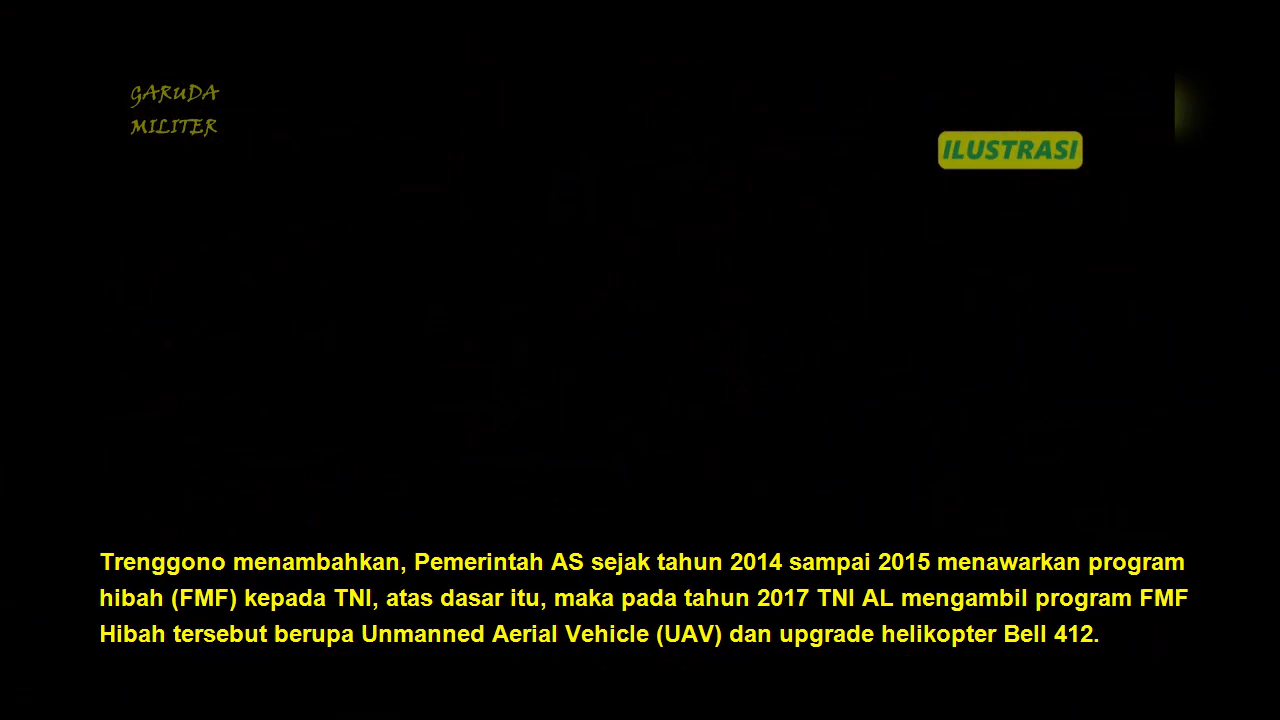 GARUDA
MILITER
ILUSTRASI
Trenggono menambahkan, Pemerintah AS sejak tahun 2014 sampai 2015 menawarkan program
hibah (FMF) kepada TNI, atas dasar itu, maka pada tahun 2017 TNI AL mengambil program FMF
Hibah tersebut berupa Unmanned Aerial Vehicle (UAV) dan upgrade helikopter Bell 412.